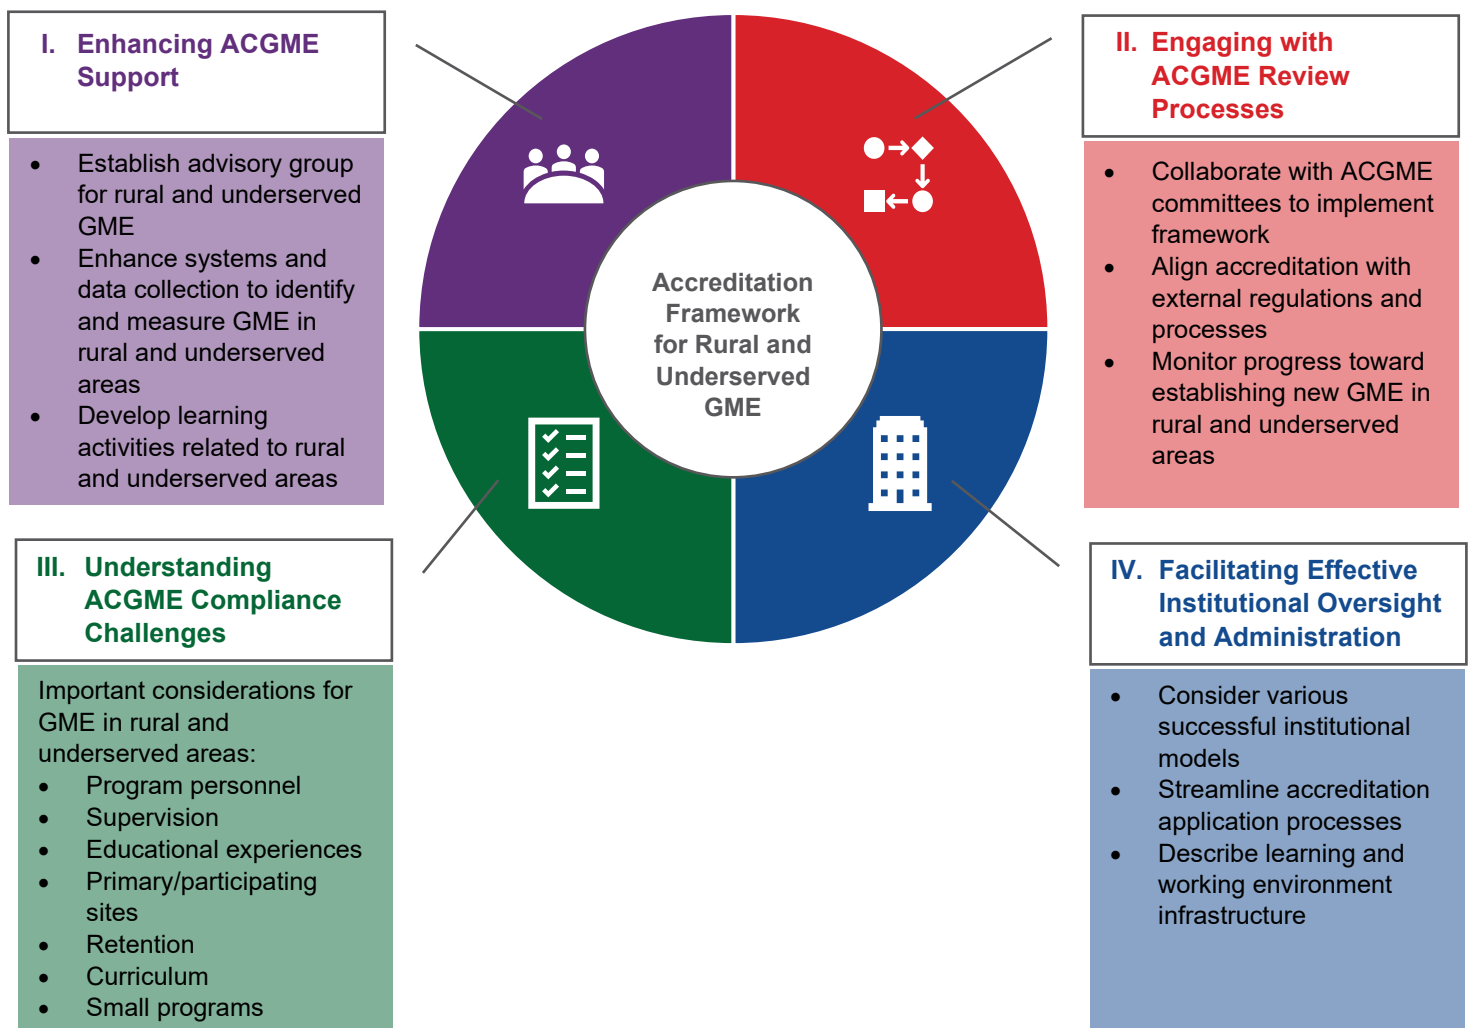 I. Enhancing ACGME
Support
• Establish advisory group
for rural and underserved
GME
• Enhance systems and
data collection to identify
and measure GME in
rural and underserved
areas
• Develop learning
activities related to rural
and underserved areas
II. Engaging with
ACGME Review
Processes
• Collaborate with ACGME
committees to implement
framework
• Align accreditation with
external regulations and
processes
• Monitor progress toward
establishing new GME in
rural and underserved
areas
Accreditation
Framework
for Rural and
Underserved
GME
III. Understanding
ACGME Compliance
Challenges
Important considerations for
GME in rural and
underserved areas:
• Program personnel
• Supervision
• Educational experiences
• Primary/participating
sites
• Retention
• Curriculum
• Small programs
IV. Facilitating Effective
Institutional Oversight
and Administration
• Consider various
successful institutional
models
• Streamline accreditation
application processes
• Describe learning and
working environment
infrastructure